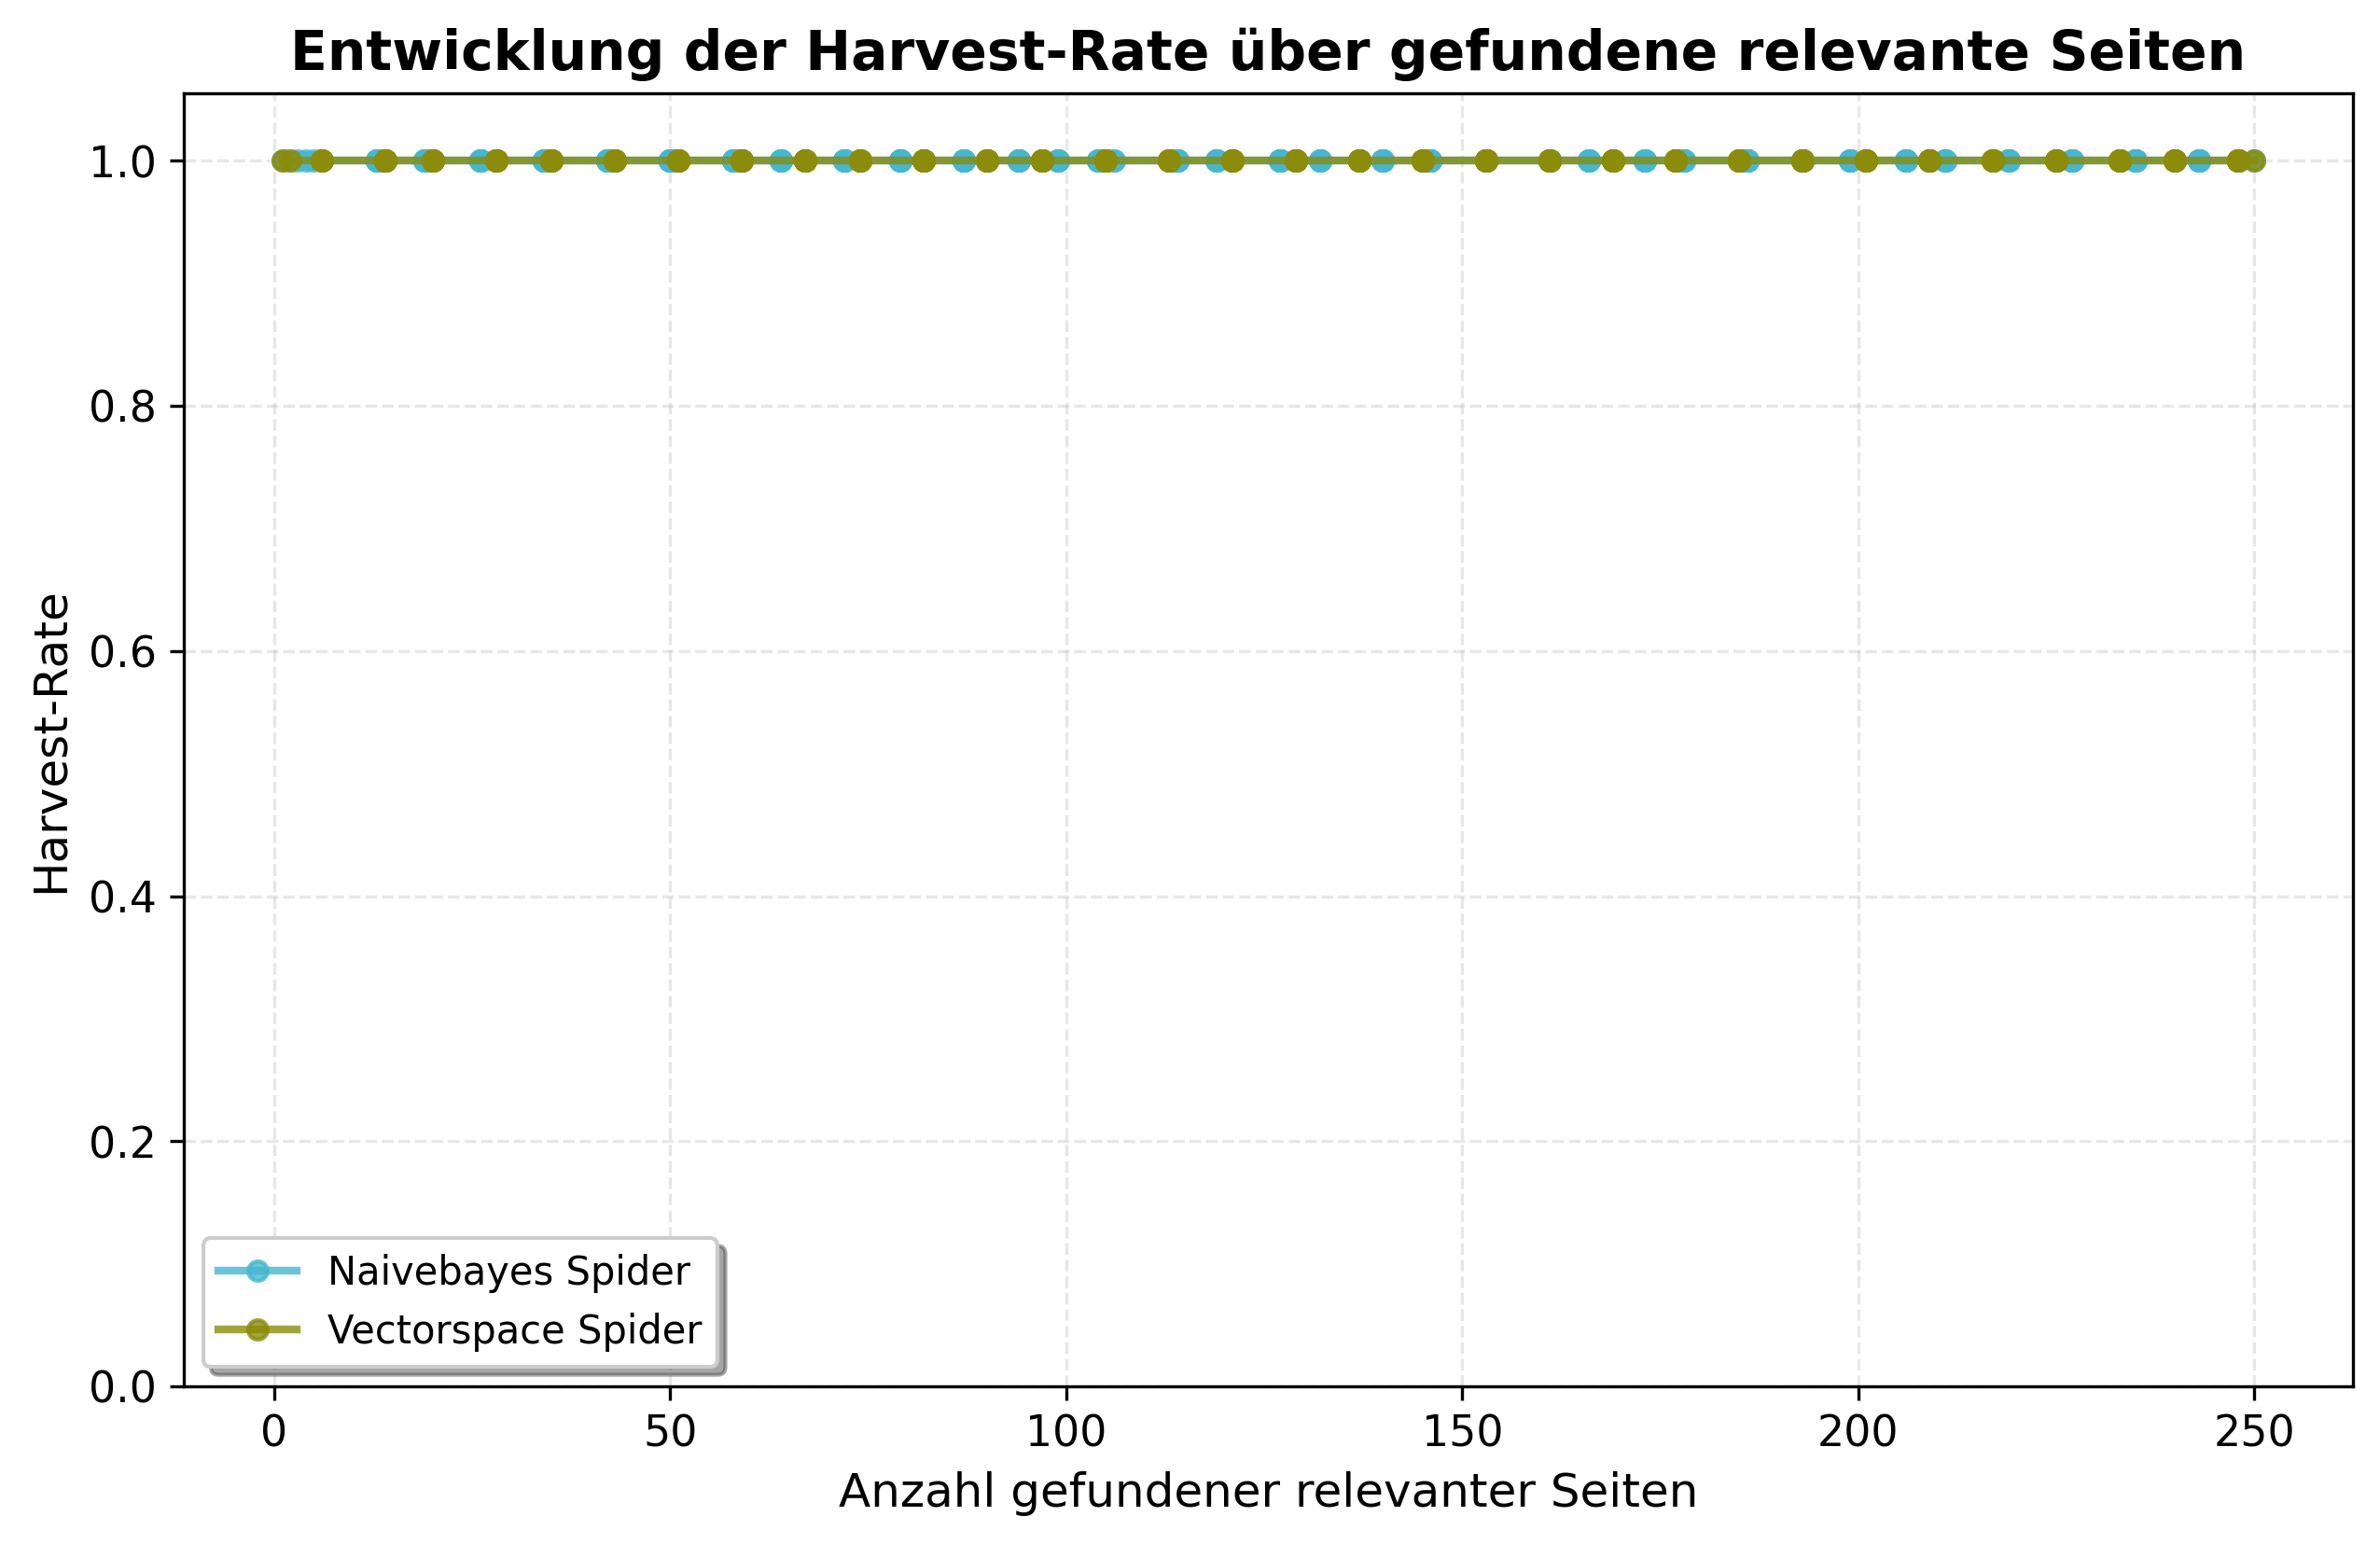 Entwicklung der Harvest-Rate über gefundene relevante Seiten
Harvest-Rate
1.0
0.8
0.6
0.4
0.2
0.0
Naivebayes Spider
Vectorspace Spider
0 50 100 150 200 250
Anzahl gefundener relevanter Seiten